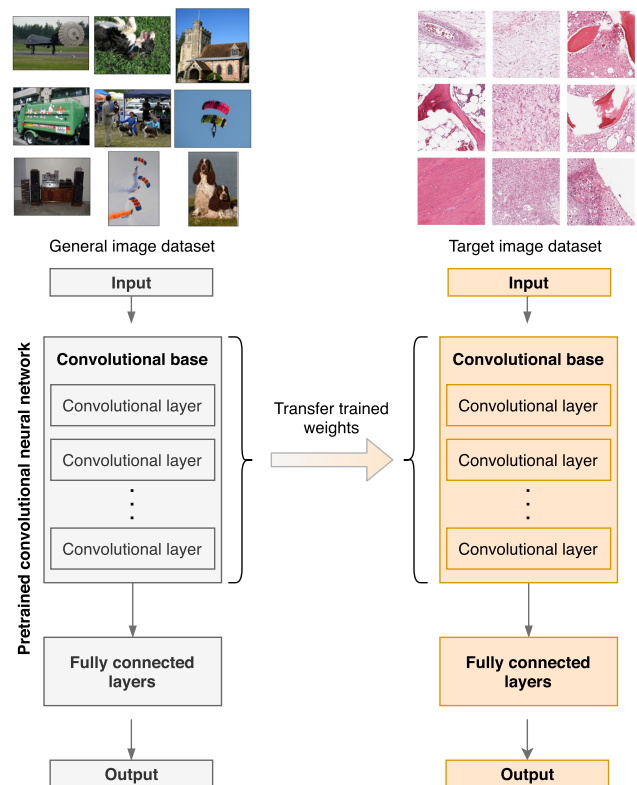 General image dataset
Target image dataset
Input
Input
Pretrained convolutional neural network
Convolutional base
Convolutional layer
Convolutional layer
Convolutional layer
Transfer trained
weights
Convolutional base
Convolutional layer
Convolutional layer
Convolutional layer
Fully connected
layers
Fully connected
layers
Output
Output